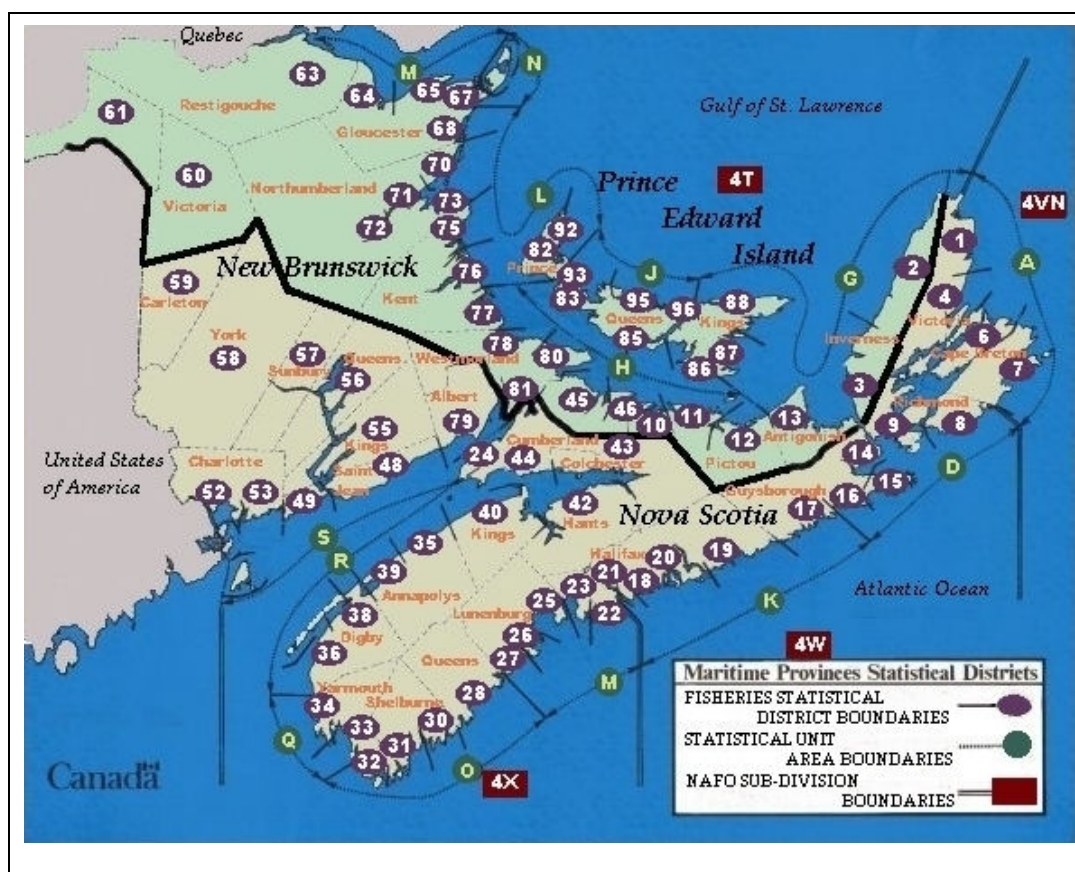 Quebec
N
63
M
65
64
67
61
Restigouche
Gulf of St. Lawrence
68
Gloucester
70
60
Northumberland
71
73
Victoria
72
75
Prince
4T
Edward
Island
L
92
82
Prince
4VN
1
2
G
A
New Brunswick
59
Carleton
76
93
83
J
95
96
88
Queens
Kings
4
Victoria
6
Cape Breton
7
Kent
77
York
58
57
Sunbury
Queens
56
78
Westmorland
80
85
87
86
H
Inverness
3
Richmond
81
Albert
45
46
10
11
13
9
8
55
Kings
79
24
Cumberland
44
Colchester
43
12
Pictou
Antigonish
14
United States
of America
Charlotte
48
Saint
Jean
52
53
49
D
15
16
17
Guysborough
40
Kings
42
Hants
Nova Scotia
S
R
35
39
Annapolys
Halifax
20
19
21
18
23
22
Atlantic Ocean
K
38
Digby
Lunenburg
25
36
26
Queens
27
4W
M
Yarmouth
Shelburne
28
34
33
30
31
32
Q
O
4X
Canada
Maritime Provinces Statistical Districts
FISHERIES STATISTICAL
DISTRICT BOUNDARIES
STATISTICAL UNIT
AREA BOUNDARIES
NAFO SUB-DIVISION
BOUNDARIES